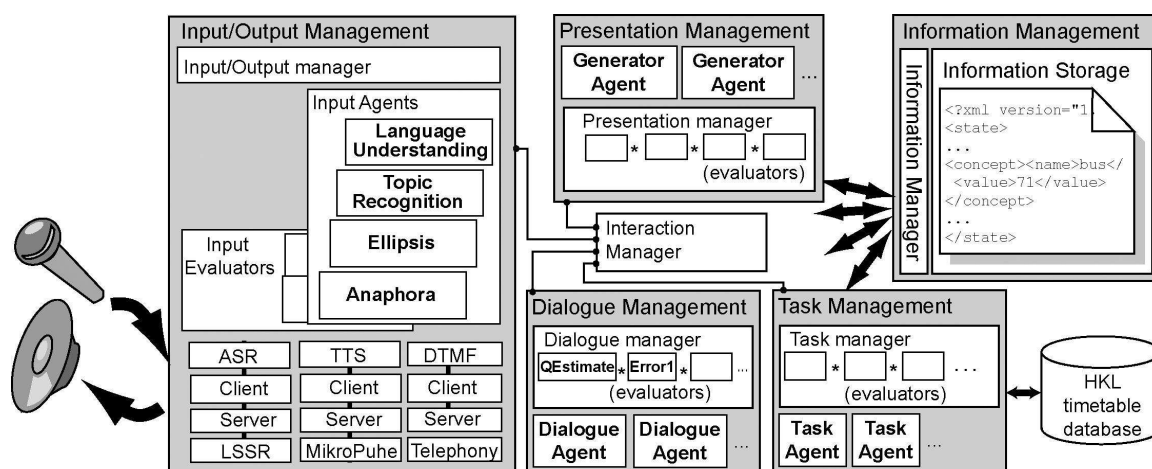 Input/Output Management
Input/Output manager
Input Agents
Language
Understanding
Topic
Recognition
Ellipsis
Anaphora
Input
Evaluators
ASR
Client
Server
LSSR
TTS
Client
Server
MikroPuhe
DTMF
Client
Server
Telephony
Presentation Management
Generator
Agent
Generator
Agent
...
Presentation manager
* * *
(evaluators)
Interaction
Manager
Dialogue Management
Dialogue manager
QEstimate * Error1 * ...
(evaluators)
Dialogue
Agent
Dialogue
Agent
...
Task Management
Task manager
* * ...
(evaluators)
Task
Agent
Task
Agent
...
Information Management
Information Manager
Information Storage
<?xml version="1.
<state>
...
<concept><name>bus</
<value>71</value>
</concept>
...
</state>
HKL
timetable
database